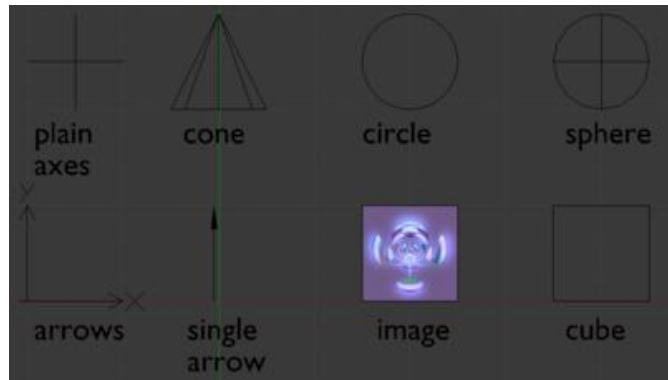 plain
axes
cone
circle
sphere
y
x
arrows
single
arrow
image
cube